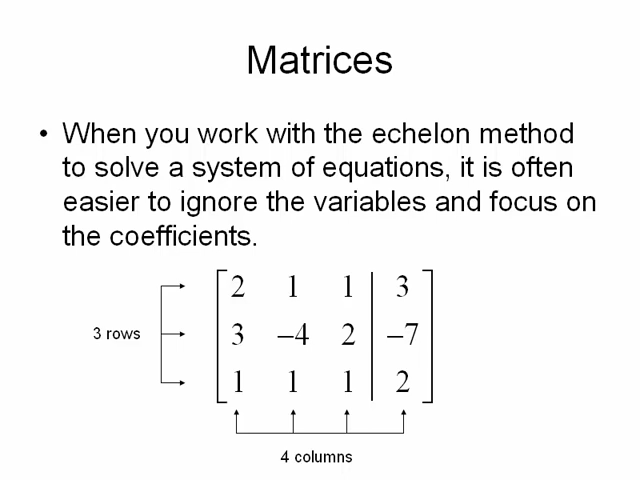 Matrices
• When you work with the echelon method
to solve a system of equations, it is often
easier to ignore the variables and focus on
the coefficients.
2 1 1 3
3 rows 3 −4 2 −7
1 1 1 2
4 columns